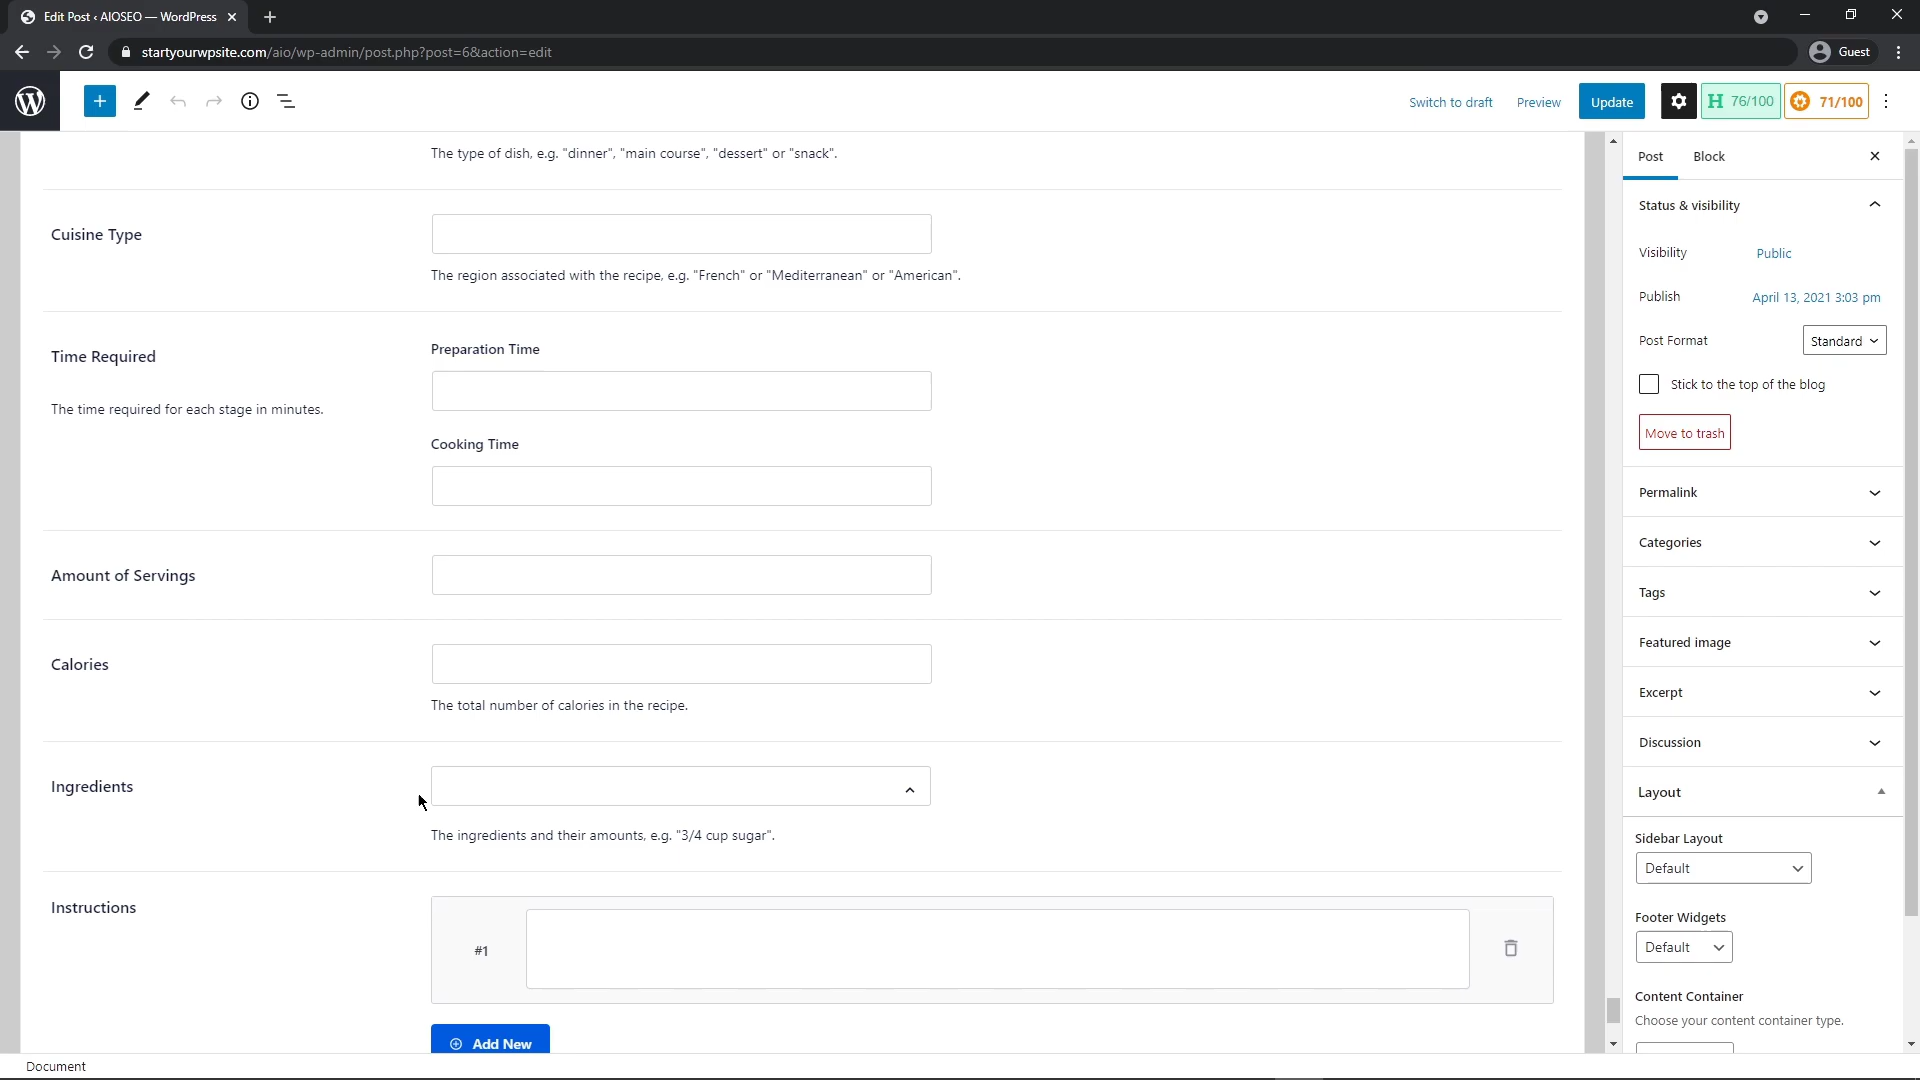 Edit Post ‹ AIOSEO — WordPress
startyourwpsite.com/aio/wp-admin/post.php?post=6&action=edit
Guest
Switch to draft
Preview
Update
H 76/100
71/100
The type of dish, e.g. "dinner", "main course", "dessert" or "snack".
Cuisine Type
The region associated with the recipe, e.g. "French" or "Mediterranean" or "American".
Time Required
The time required for each stage in minutes.
Preparation Time
Cooking Time
Amount of Servings
Calories
The total number of calories in the recipe.
Ingredients
The ingredients and their amounts, e.g. "3/4 cup sugar".
Instructions
#1
Add New
Post
Block
Status & visibility
Visibility
Public
Publish
April 13, 2021 3:03 pm
Post Format
Standard
Stick to the top of the blog
Move to trash
Permalink
Categories
Tags
Featured image
Excerpt
Discussion
Layout
Sidebar Layout
Default
Footer Widgets
Default
Content Container
Choose your content container type.
Document